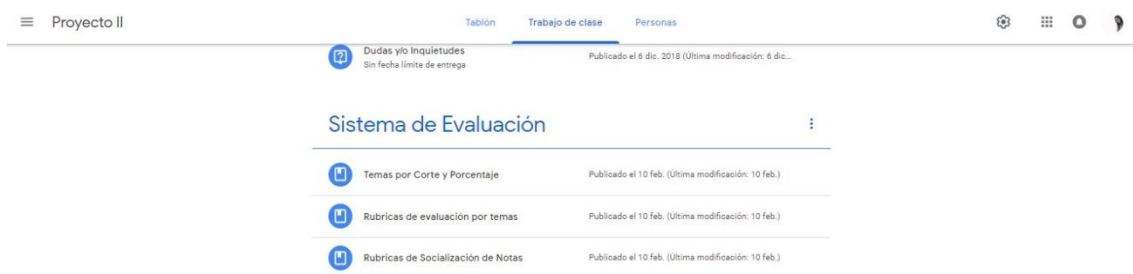 Proyecto II
Tablón
Trabajo de clase
Personas
Dudas y/o Inquietudes
Publicado el 6 dic. 2018 (Última modificación: 6 dic...
Sin fecha límite de entrega
Sistema de Evaluación
Temas por Corte y Porcentaje
Publicado el 10 feb. (Última modificación: 10 feb.)
Rubricas de evaluación por temas
Publicado el 10 feb. (Última modificación: 10 feb.)
Rubricas de Socialización de Notas
Publicado el 10 feb. (Última modificación: 10 feb.)